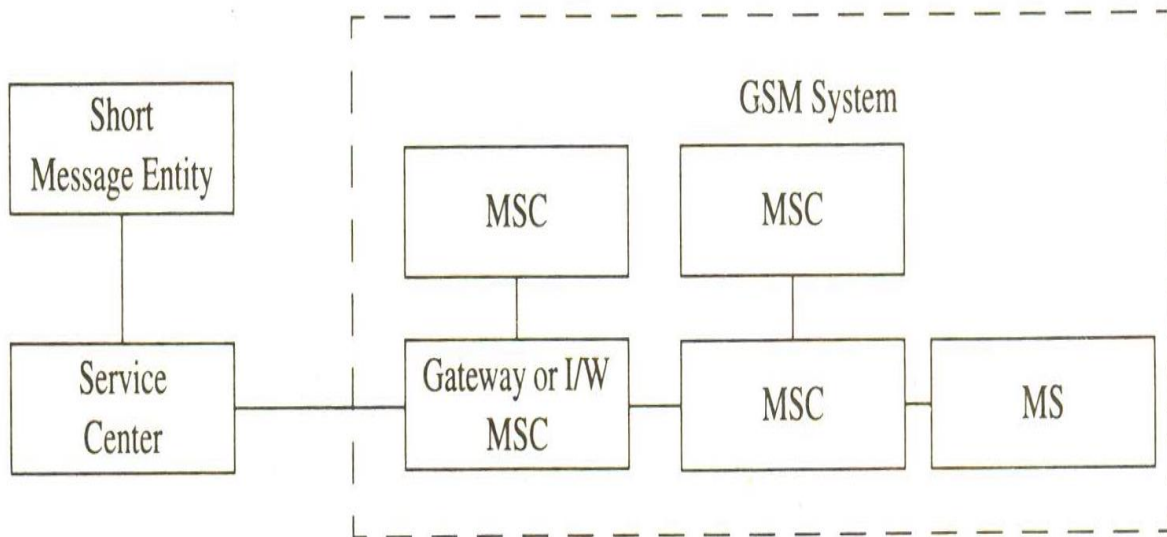 Short
Message Entity
GSM System
MSC
MSC
Service
Center
Gateway or I/W
MSC
MSC
MS